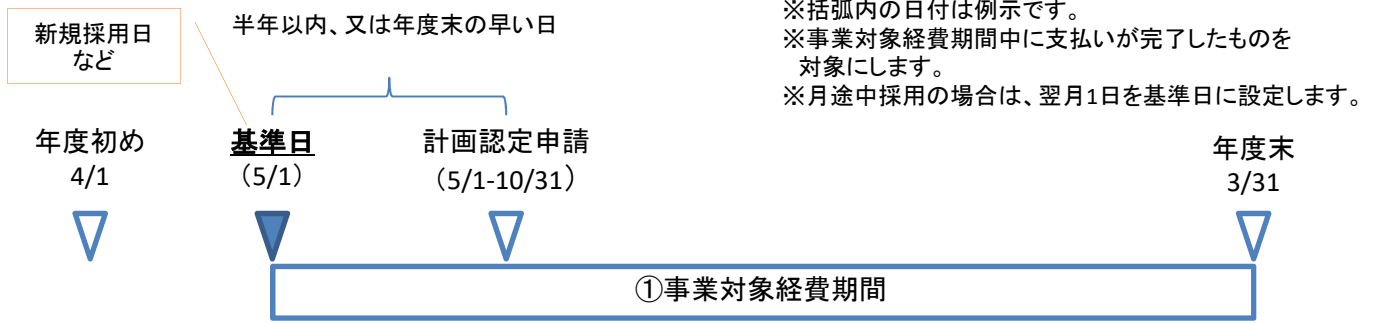 新規採用日
など
半年以内、又は年度末の早い日
※括弧内の日付は例示です。
※事業対象経費期間中に支払いが完了したものを
対象にします。
※月途中採用の場合は、翌月1日を基準日に設定します。
年度初め
4/1
基準日
（5/1）
計画認定申請
（5/1-10/31）
年度末
3/31
①事業対象経費期間